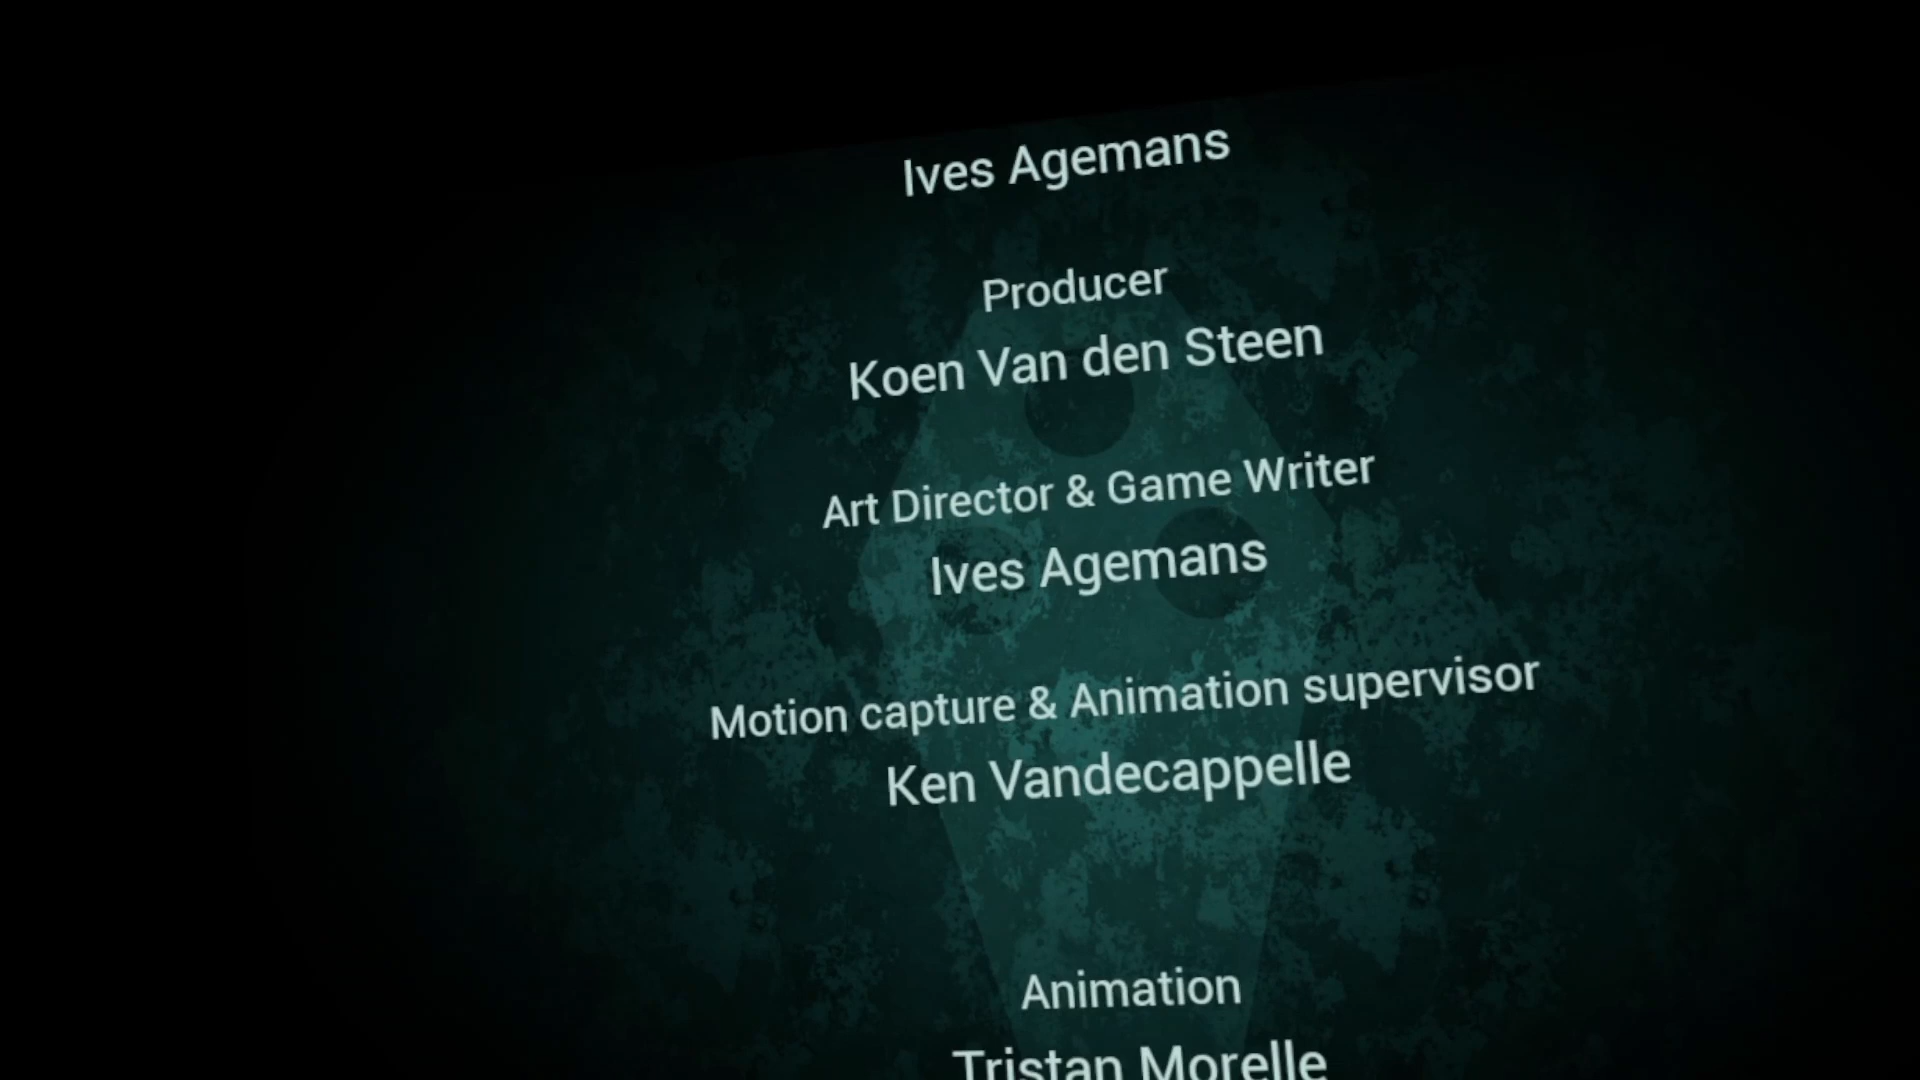 Ives Agemans
Producer
Koen Van den Steen
Art Director & Game Writer
Ives Agemans
Motion capture & Animation supervisor
Ken Vandecappelle
Animation
Tristan Morelle